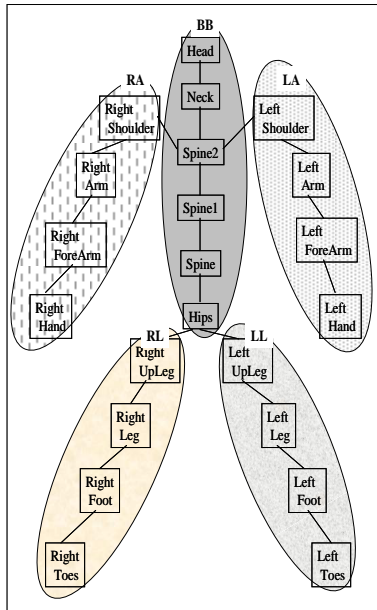 BB
Head
RA
LA
Neck
Right
Shoulder
Left
Shoulder
Spine2
Right
Arm
Left
Arm
Spine1
Right
ForeArm
Left
ForeArm
Spine
Right
Hand
Left
Hand
Hips
RL
LL
Right
UpLeg
Left
UpLeg
Right
Leg
Left
Leg
Right
Foot
Left
Foot
Right
Toes
Left
Toes